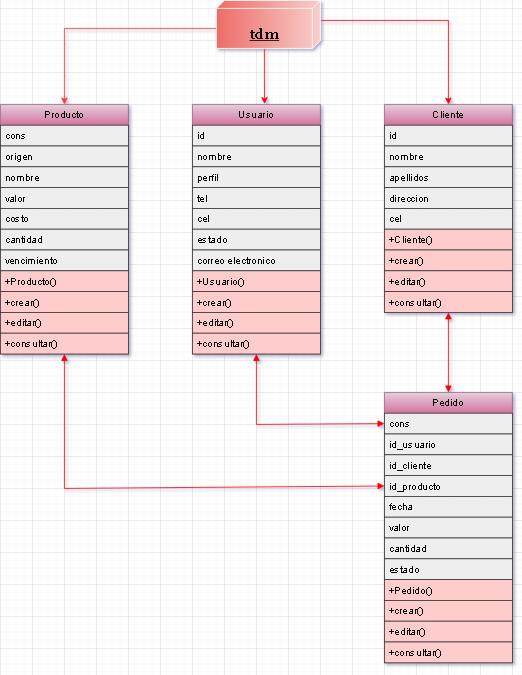 tdm
Producto
cons
origen
nombre
valor
costo
cantidad
vencimiento
+Producto()
+crear()
+editar()
+consultar()
Usuario
id
nombre
perfil
tel
cel
estado
correo electronico
+Usuario()
+crear()
+editar()
+consultar()
Cliente
id
nombre
apellidos
direccion
cel
+Cliente()
+crear()
+editar()
+consultar()
Pedido
cons
id_usuario
id_cliente
id_producto
fecha
valor
cantidad
estado
+Pedido()
+crear()
+editar()
+consultar()